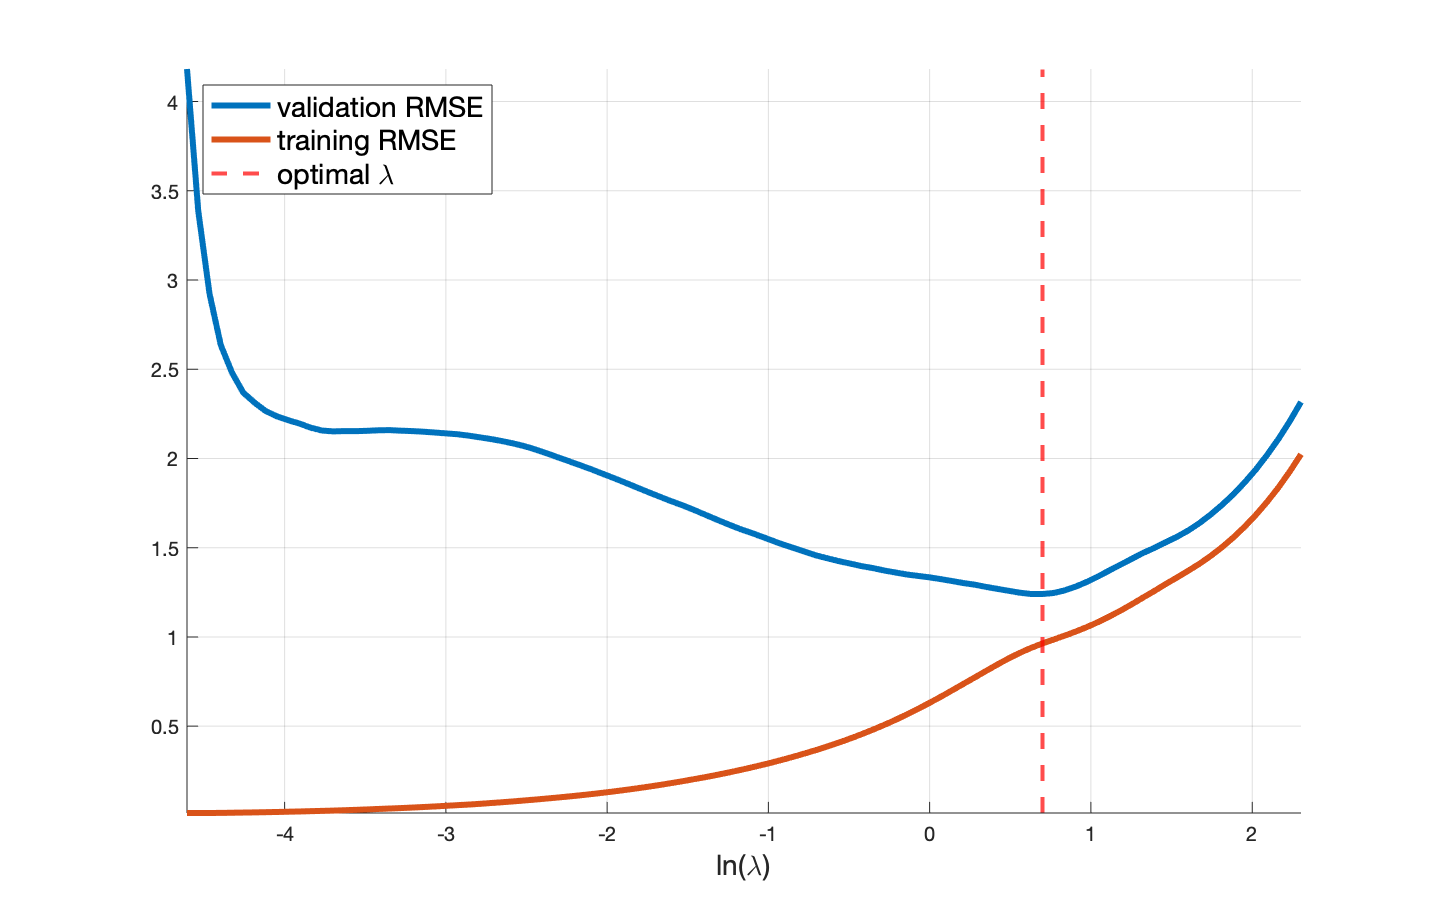 4
3.5
3
2.5
2
1.5
1
0.5
validation RMSE
training RMSE
optimal λ
-4 -3 -2 -1 0 1 2
ln(λ)